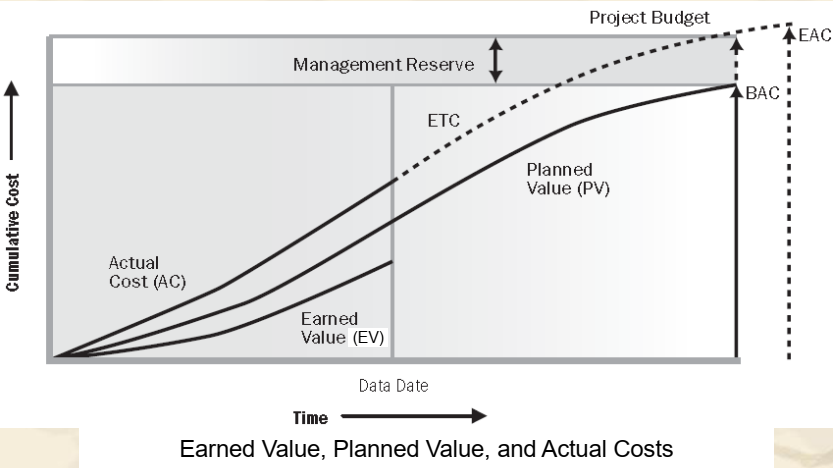 Project Budget
EAC
Management Reserve
BAC
ETC
Planned
Value (PV)
Cumulative Cost
Actual
Cost (AC)
Earned
Value (EV)
Data Date
Time
Earned Value, Planned Value, and Actual Costs